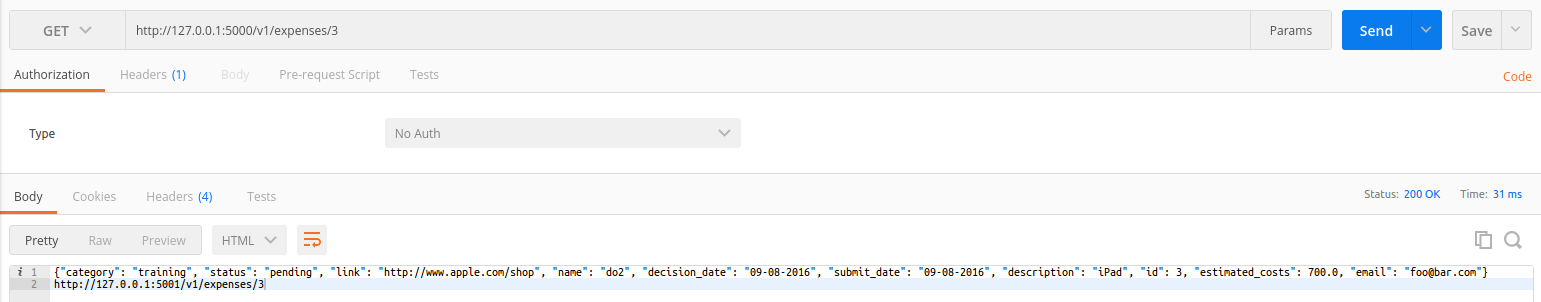 GET http://127.0.0.1:5000/v1/expenses/3 Params Send Save
Authorization Headers (1) Body Pre-request Script Tests Code
Type No Auth
Body Cookies Headers (4) Tests Status: 200 OK Time: 31 ms
Pretty Raw Preview HTML
i 1 {"category": "training", "status": "pending", "link": "http://www.apple.com/shop", "name": "do2", "decision_date": "09-08-2016", "submit_date": "09-08-2016", "description": "iPad", "id": 3, "estimated_costs": 700.0, "email": "foo@bar.com"}
2 http://127.0.0.1:5001/v1/expenses/3